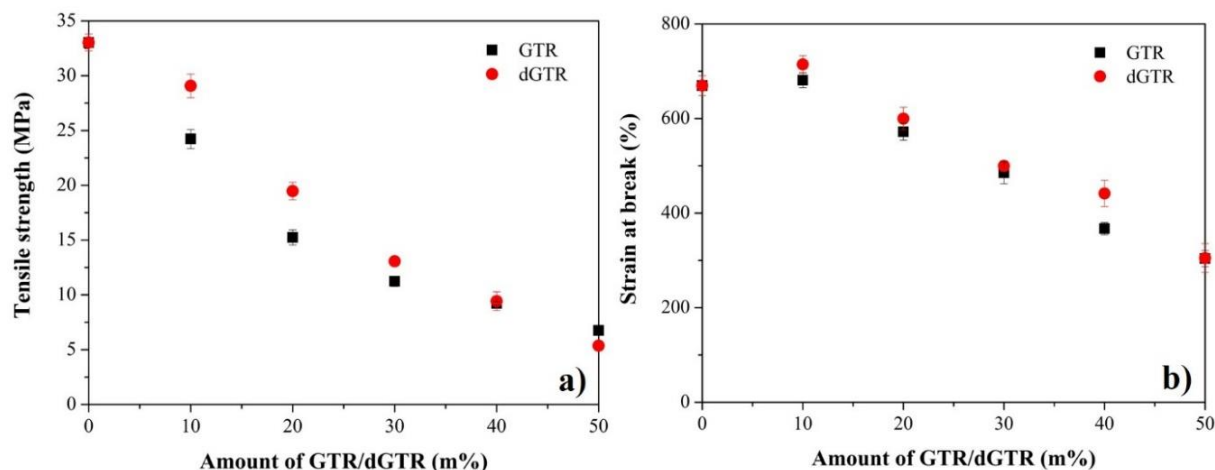 Tensile strength (MPa)
35
30
25
20
15
10
5
0
GTR
dGTR
a)
0 10 20 30 40 50
Amount of GTR/dGTR (m%)
Strain at break (%)
800
600
400
200
0
GTR
dGTR
b)
0 10 20 30 40 50
Amount of GTR/dGTR (m%)